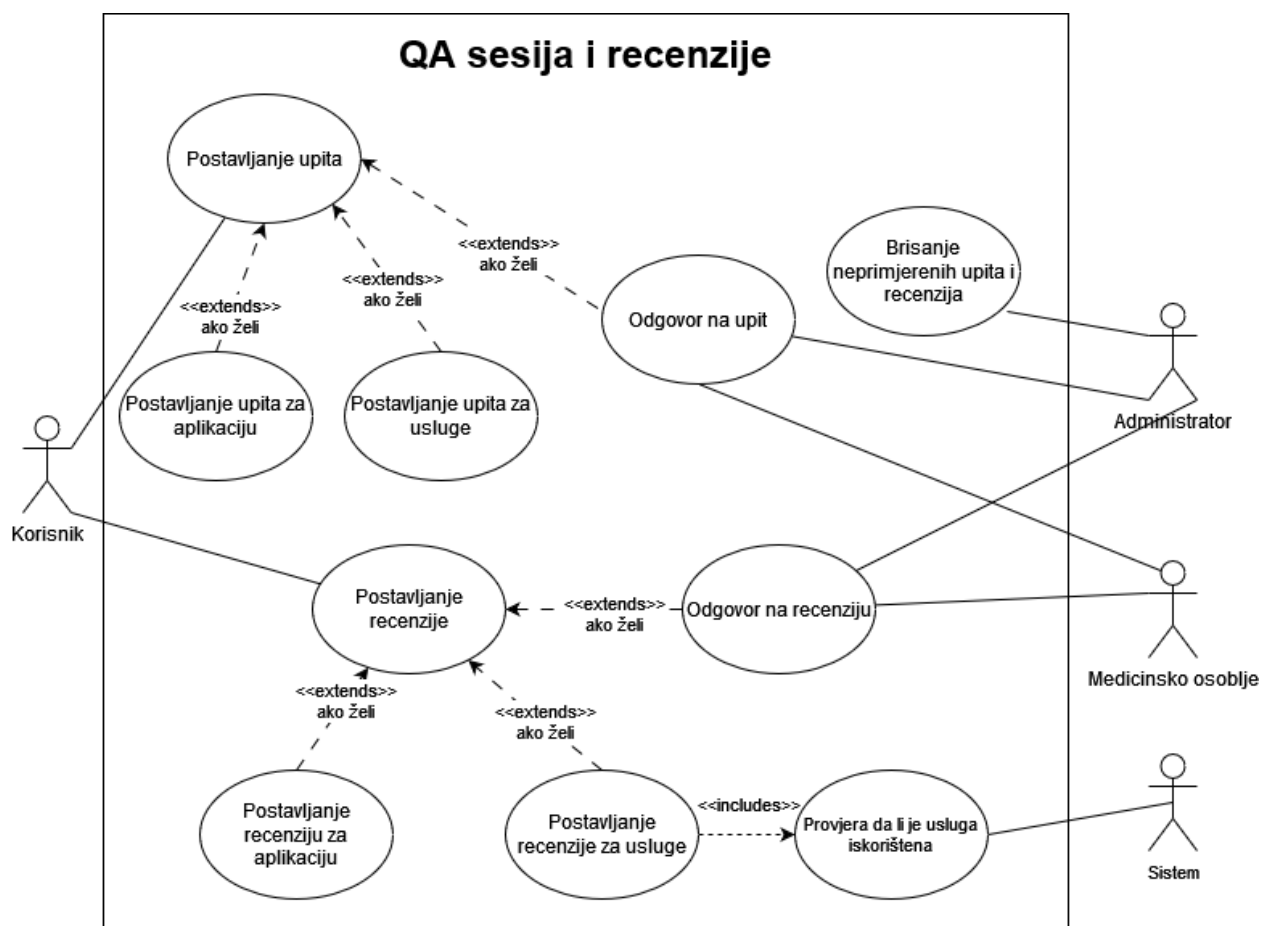 QA sesija i recenzije
Postavljanje upita
<<extends>>
ako želi
<<extends>>
ako želi
<<extends>>
ako želi
Brisanje
neprimjerenih upita i
recenzija
Odgovor na upit
Postavljanje upita za
aplikaciju
Postavljanje upita za
usluge
Administrator
Korisnik
Postavljanje
recenzije
<<extends>>
ako želi
Odgovor na recenziju
Medicinsko osoblje
<<extends>>
ako želi
<<extends>>
ako želi
Postavljanje
recenziju za
aplikaciju
Postavljanje
recenzije za usluge
<<includes>>
Provjera da li je usluga
iskorištena
Sistem